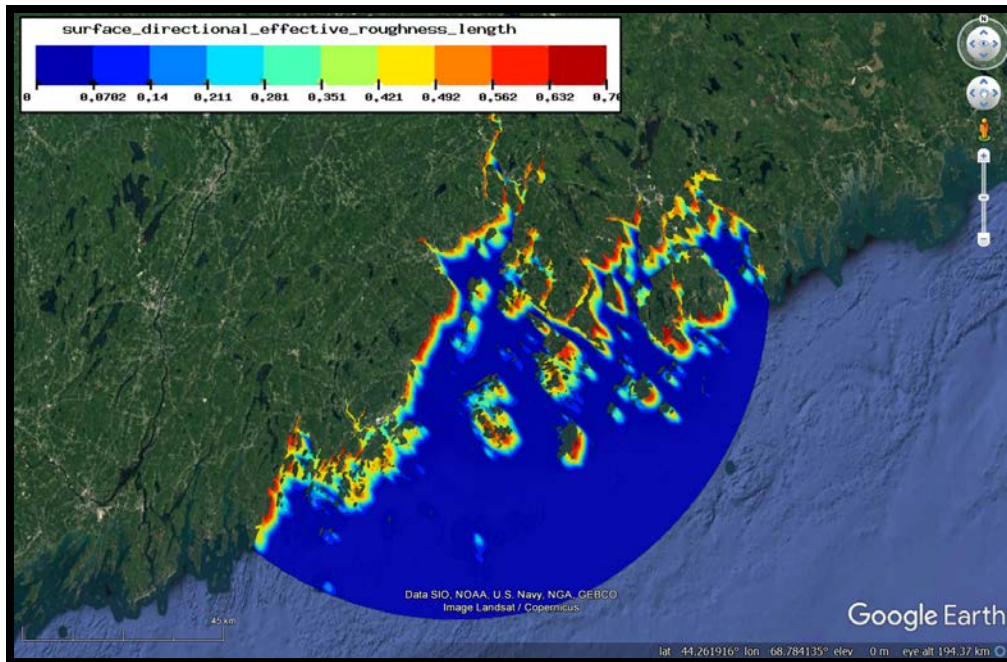 surface_directional_effective_roughness_length
0 0.0702 0.14 0.211 0.281 0.351 0.421 0.492 0.562 0.632 0.70
N
Data SIO, NOAA, U.S. Navy, NGA, GEBCO
Image Landsat / Copernicus
45 km
Google Earth
lat 44.261916° lon 68.784135° elev 0 m eye alt 194.37 km